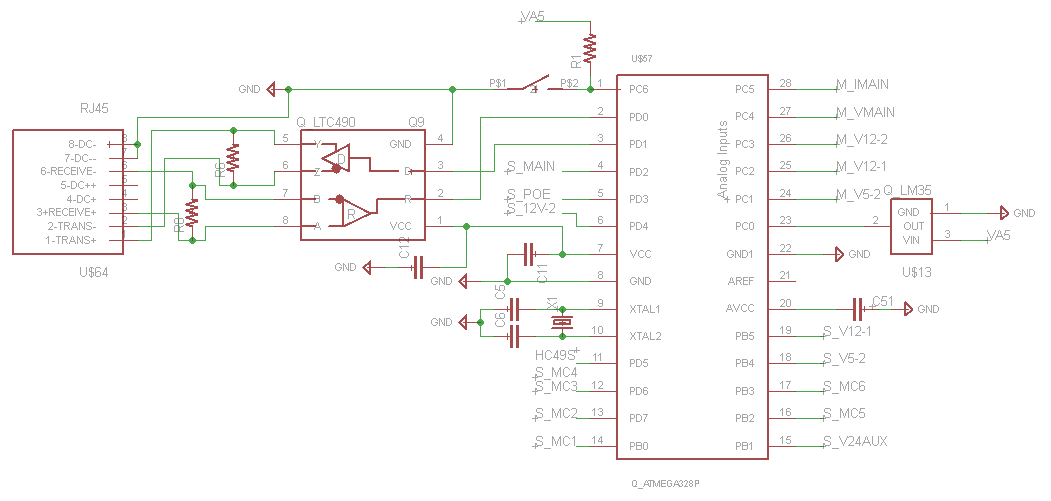 VA5
R1
U$57
GND
P$1
P$2
1
PC6
PC5
28
M_IMAIN
RJ45
Q_LTC490
Q9
2
PD0
PC4
27
M_VMAIN
8-DC-
8
5
Y
GND
4
3
PD1
PC3
26
M_V12-2
7-DC--
7
D
Analog Inputs
6-RECEIVE-
6
R6
6
Z
D
3
S_MAIN
4
PD2
PC2
25
M_V12-1
5-DC++
5
4-DC+
4
7
B
R
2
S_POE
5
PD3
PC1
24
M_V5-2
Q_LM35
3+RECEIVE+
3
S_12V-2
GND
1
GND
2-TRANS-
2
8
A
R
VCC
1
6
PD4
PC0
23
2
OUT
1-TRANS+
1
VIN
3
VA5
C12
7
VCC
GND1
22
GND
U$64
GND
C11
U$13
GND
8
GND
AREF
21
C5
9
XTAL1
AVCC
20
C51
GND
GND
C6
X1
10
XTAL2
PB5
19
S_V12-1
HC49S
11
PD5
PB4
18
S_V5-2
S_MC4
S_MC3
12
PD6
PB3
17
S_MC6
S_MC2
13
PD7
PB2
16
S_MC5
S_MC1
14
PB0
PB1
15
S_V24AUX
Q_ATMEGA328P